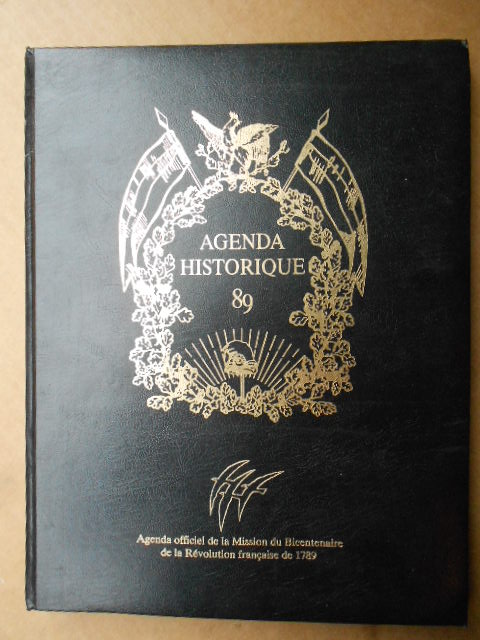 AGENDA
HISTORIQUE
89
Agenda officiel de la Mission du Bicentenaire
de la Révolution française de 1789